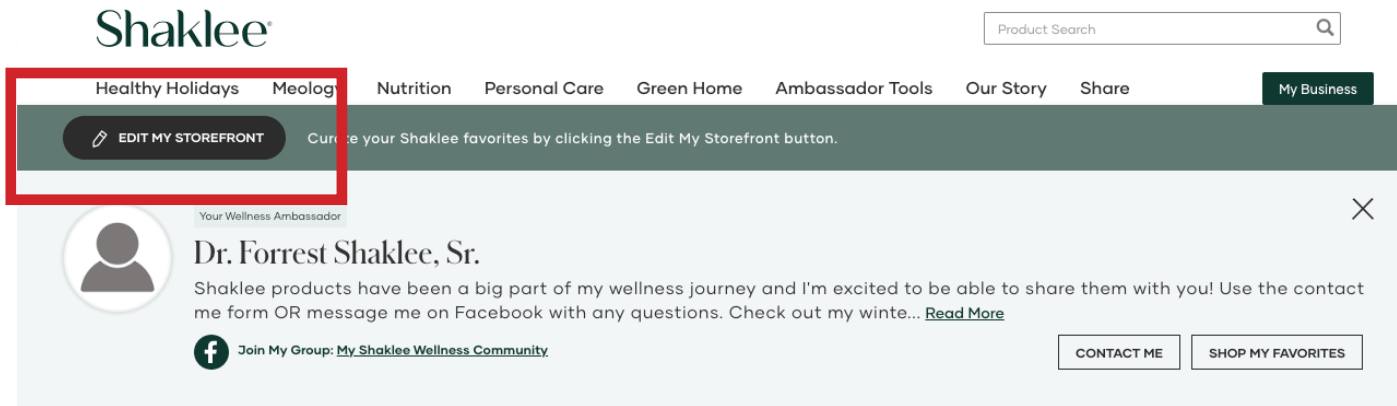 Shaklee®
Product Search
Healthy Holidays Meology Nutrition Personal Care Green Home Ambassador Tools Our Story Share My Business
EDIT MY STOREFRONT Curate your Shaklee favorites by clicking the Edit My Storefront button.
Your Wellness Ambassador
Dr. Forrest Shaklee, Sr.
Shaklee products have been a big part of my wellness journey and I'm excited to be able to share them with you! Use the contact
me form OR message me on Facebook with any questions. Check out my winte... Read More
Join My Group: My Shaklee Wellness Community
CONTACT ME SHOP MY FAVORITES